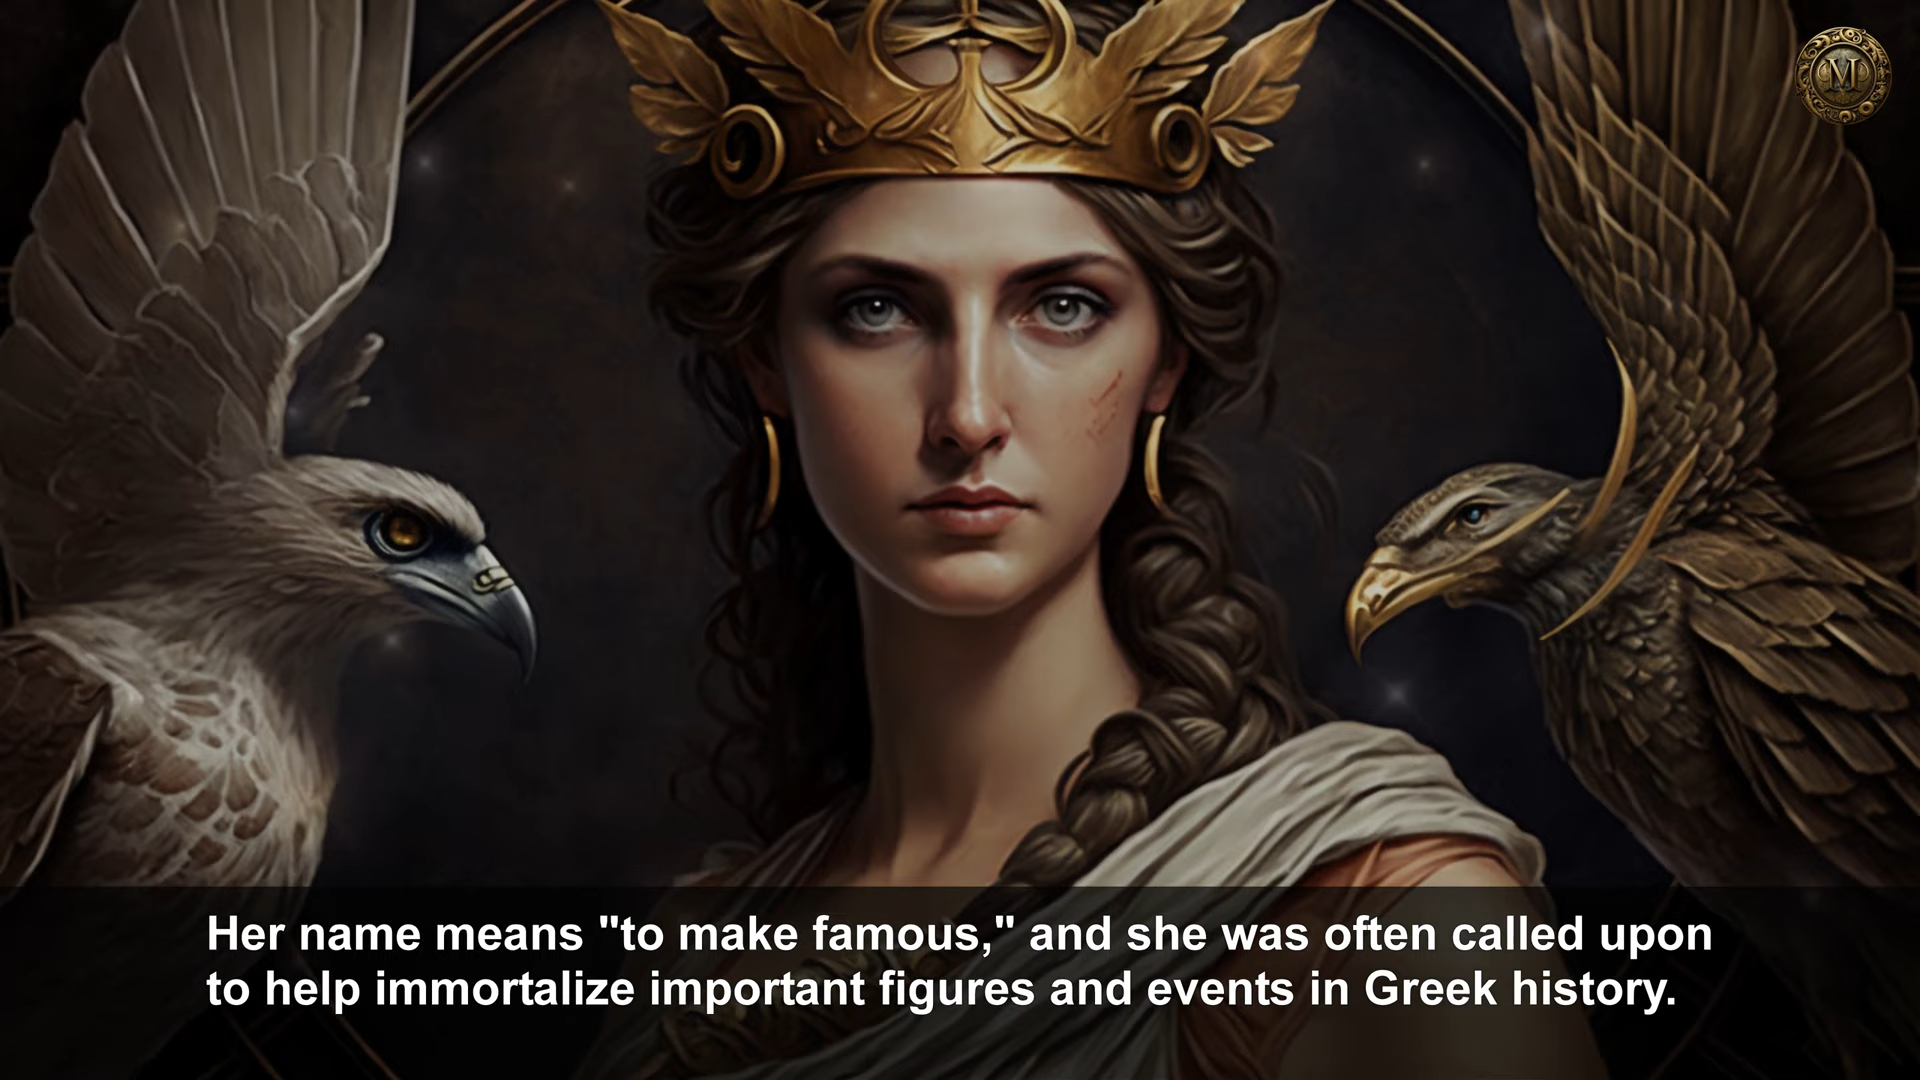 M
Her name means "to make famous," and she was often called upon
to help immortalize important figures and events in Greek history.